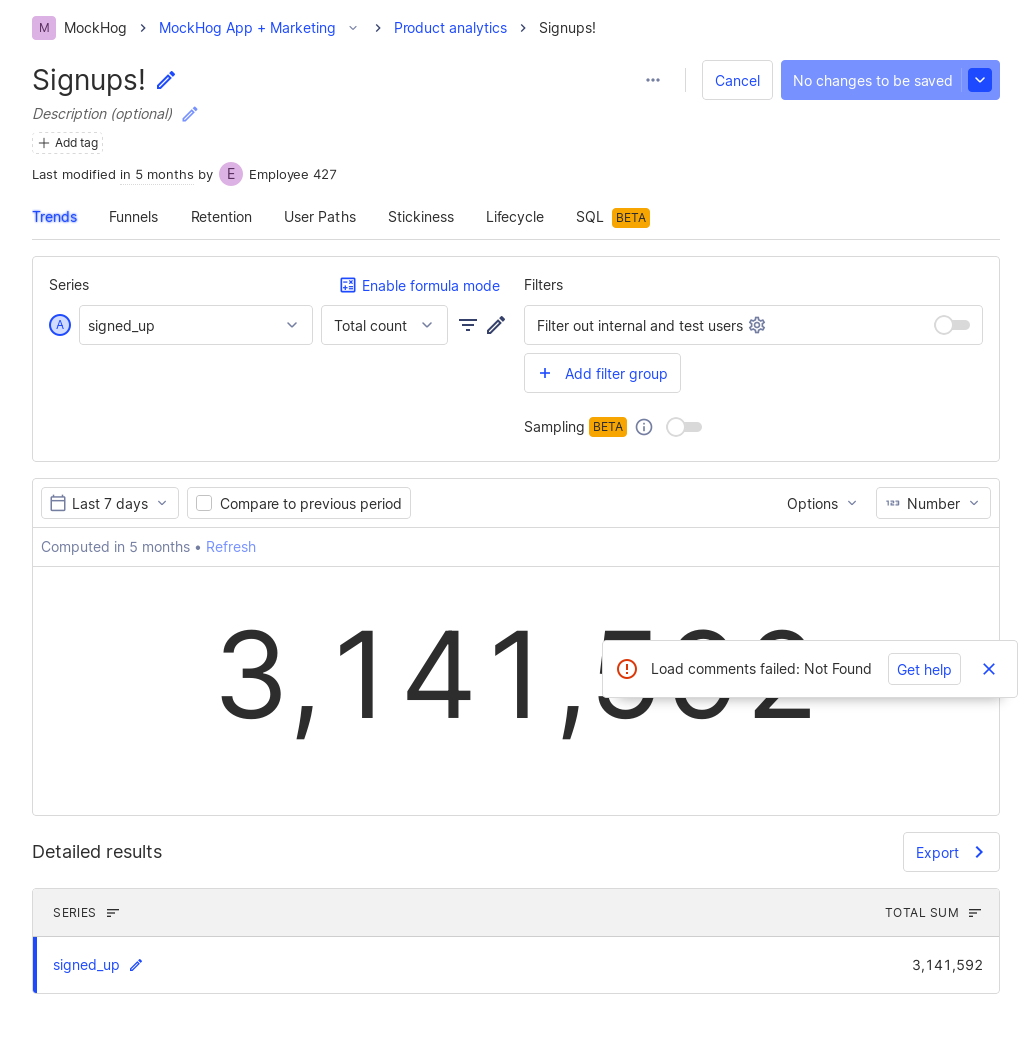 M MockHog > MockHog App + Marketing > Product analytics > Signups!
Signups!
Cancel
No changes to be saved
Description (optional)
Add tag
Last modified in 5 months by E Employee 427
Trends Funnels Retention User Paths Stickiness Lifecycle SQL BETA
Series
Enable formula mode
Filters
A signed_up
Total count
Filter out internal and test users
+ Add filter group
Sampling BETA
Last 7 days
Compare to previous period
Options
123 Number
Computed in 5 months • Refresh
3,141,592
Load comments failed: Not Found
Get help
Detailed results
Export
SERIES
TOTAL SUM
signed_up
3,141,592